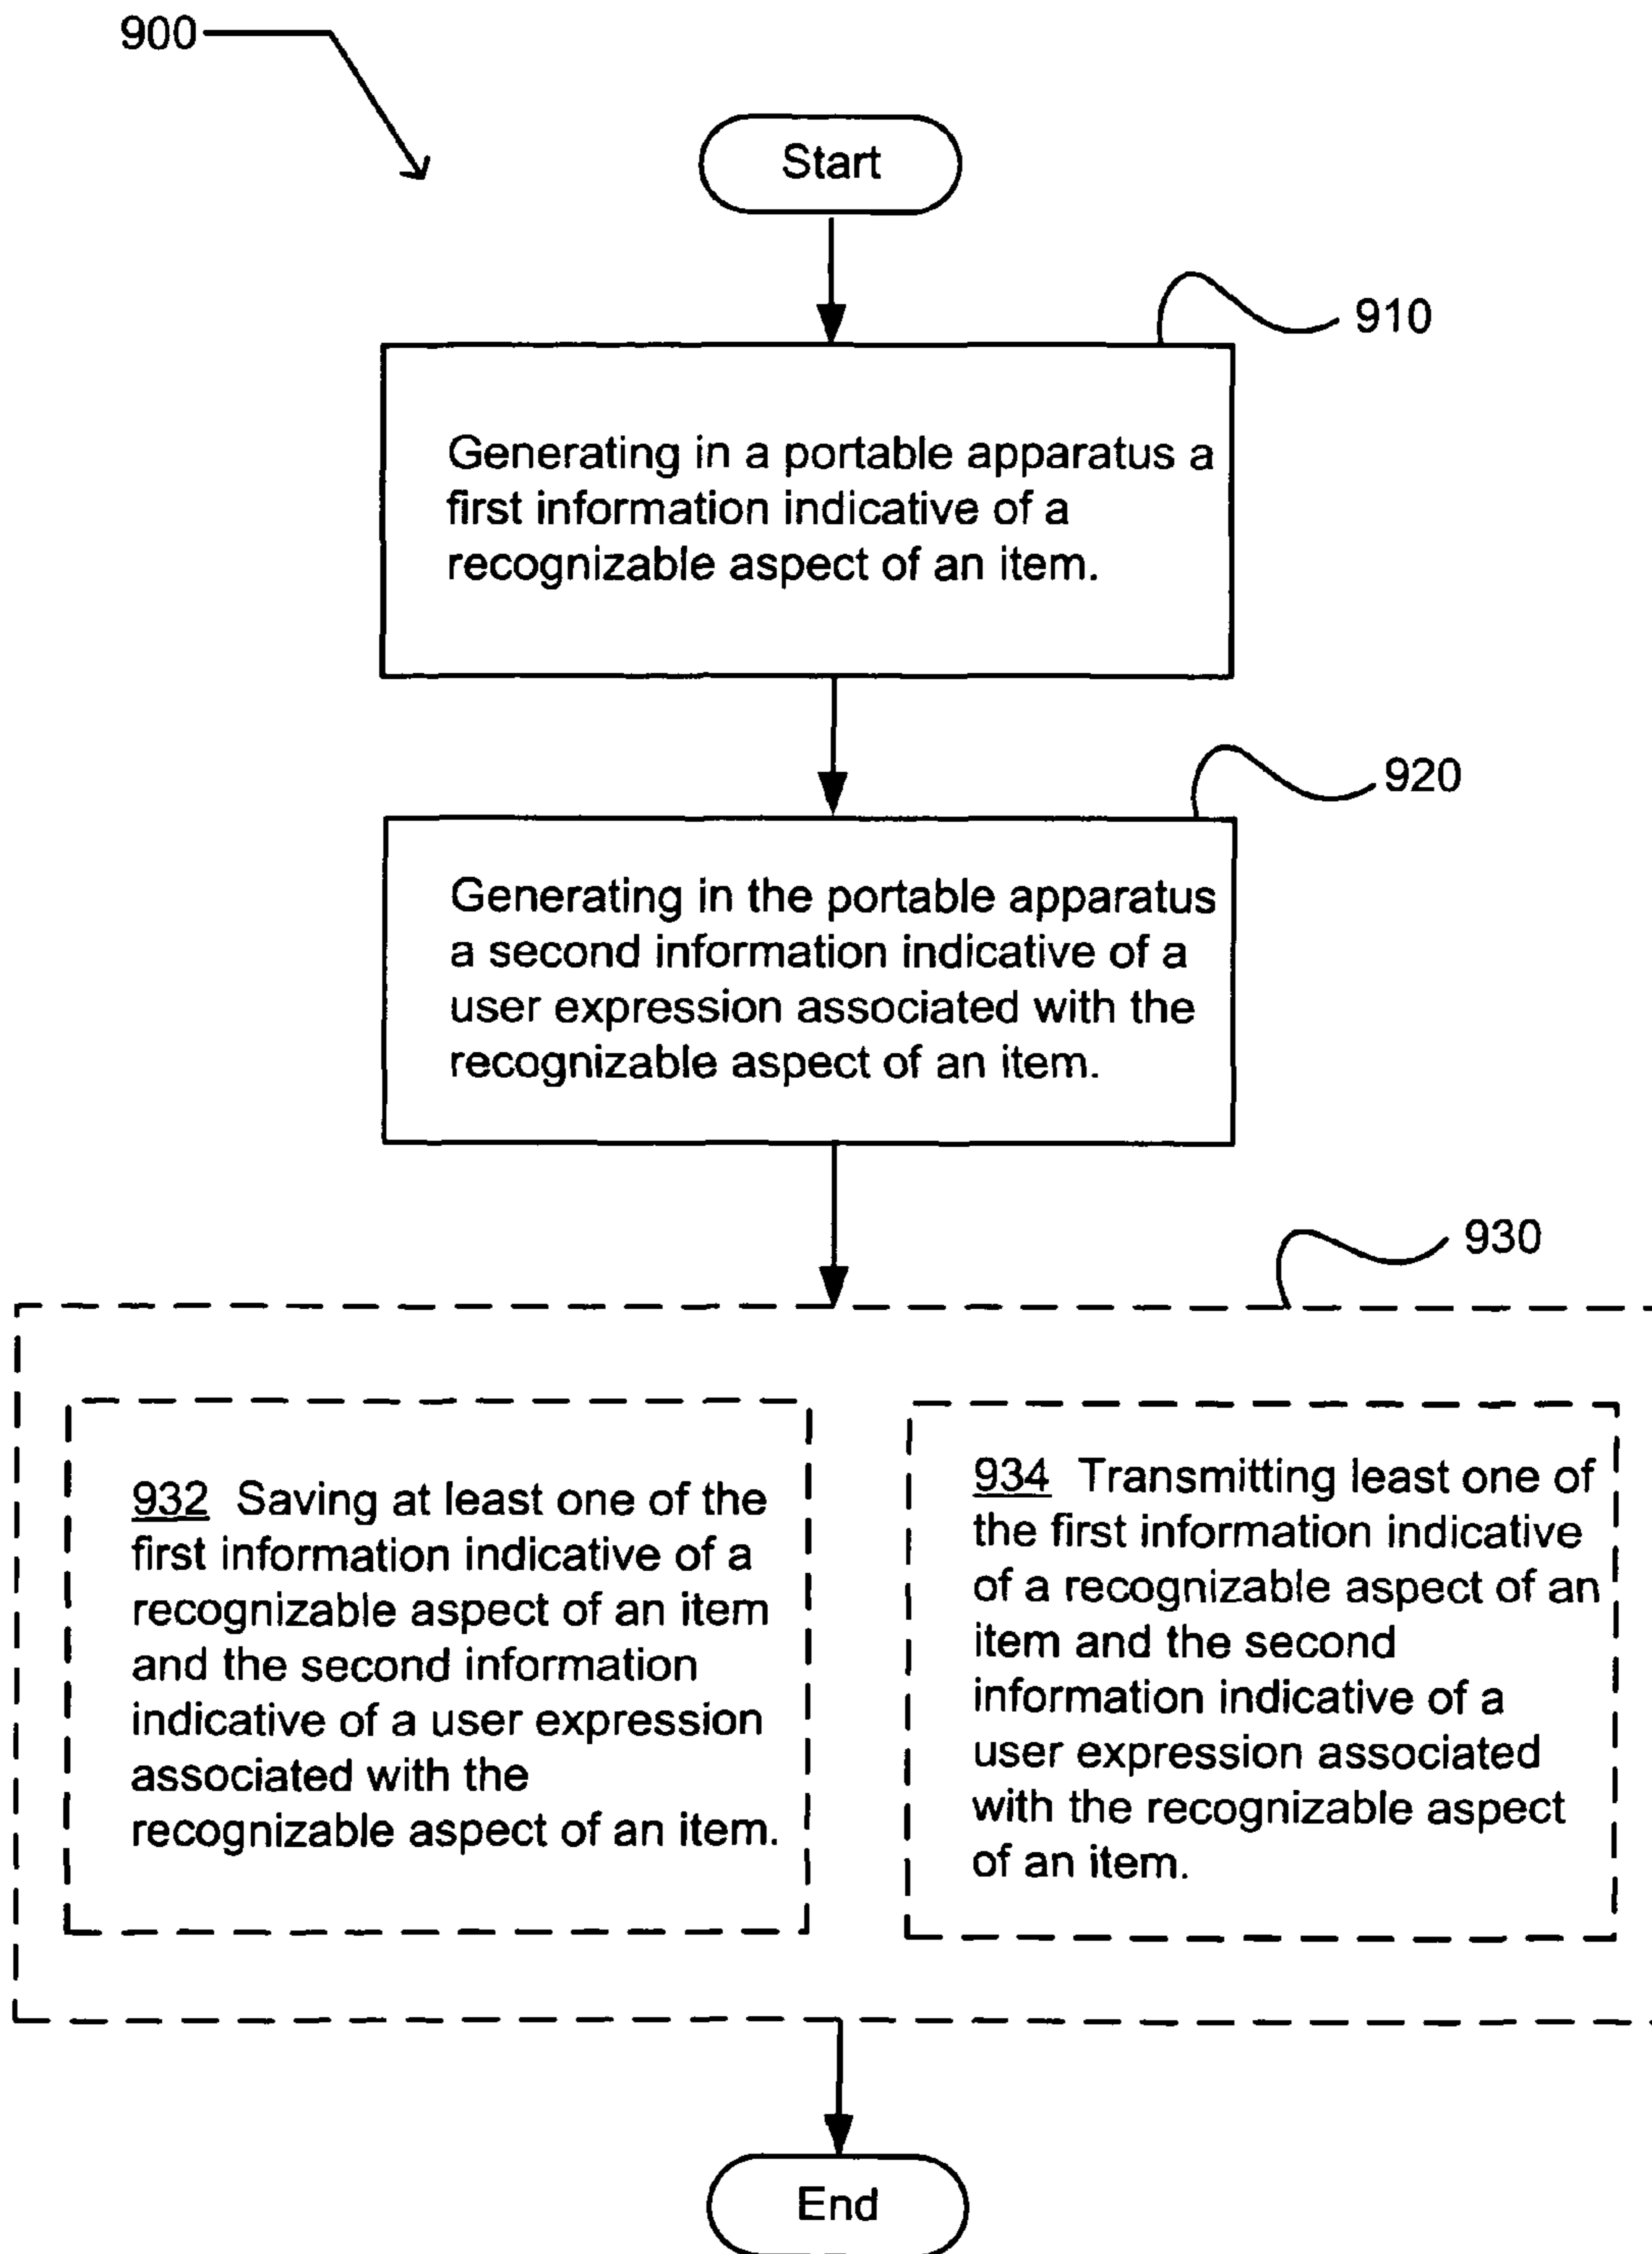 900
Start
910
Generating in a portable apparatus a
first information indicative of a
recognizable aspect of an item.
920
Generating in the portable apparatus
a second information indicative of a
user expression associated with the
recognizable aspect of an item.
930
932 Saving at least one of the
first information indicative of a
recognizable aspect of an item
and the second information
indicative of a user expression
associated with the
recognizable aspect of an item.
934 Transmitting least one of
the first information indicative
of a recognizable aspect of an
item and the second
information indicative of a
user expression associated
with the recognizable aspect
of an item.
End